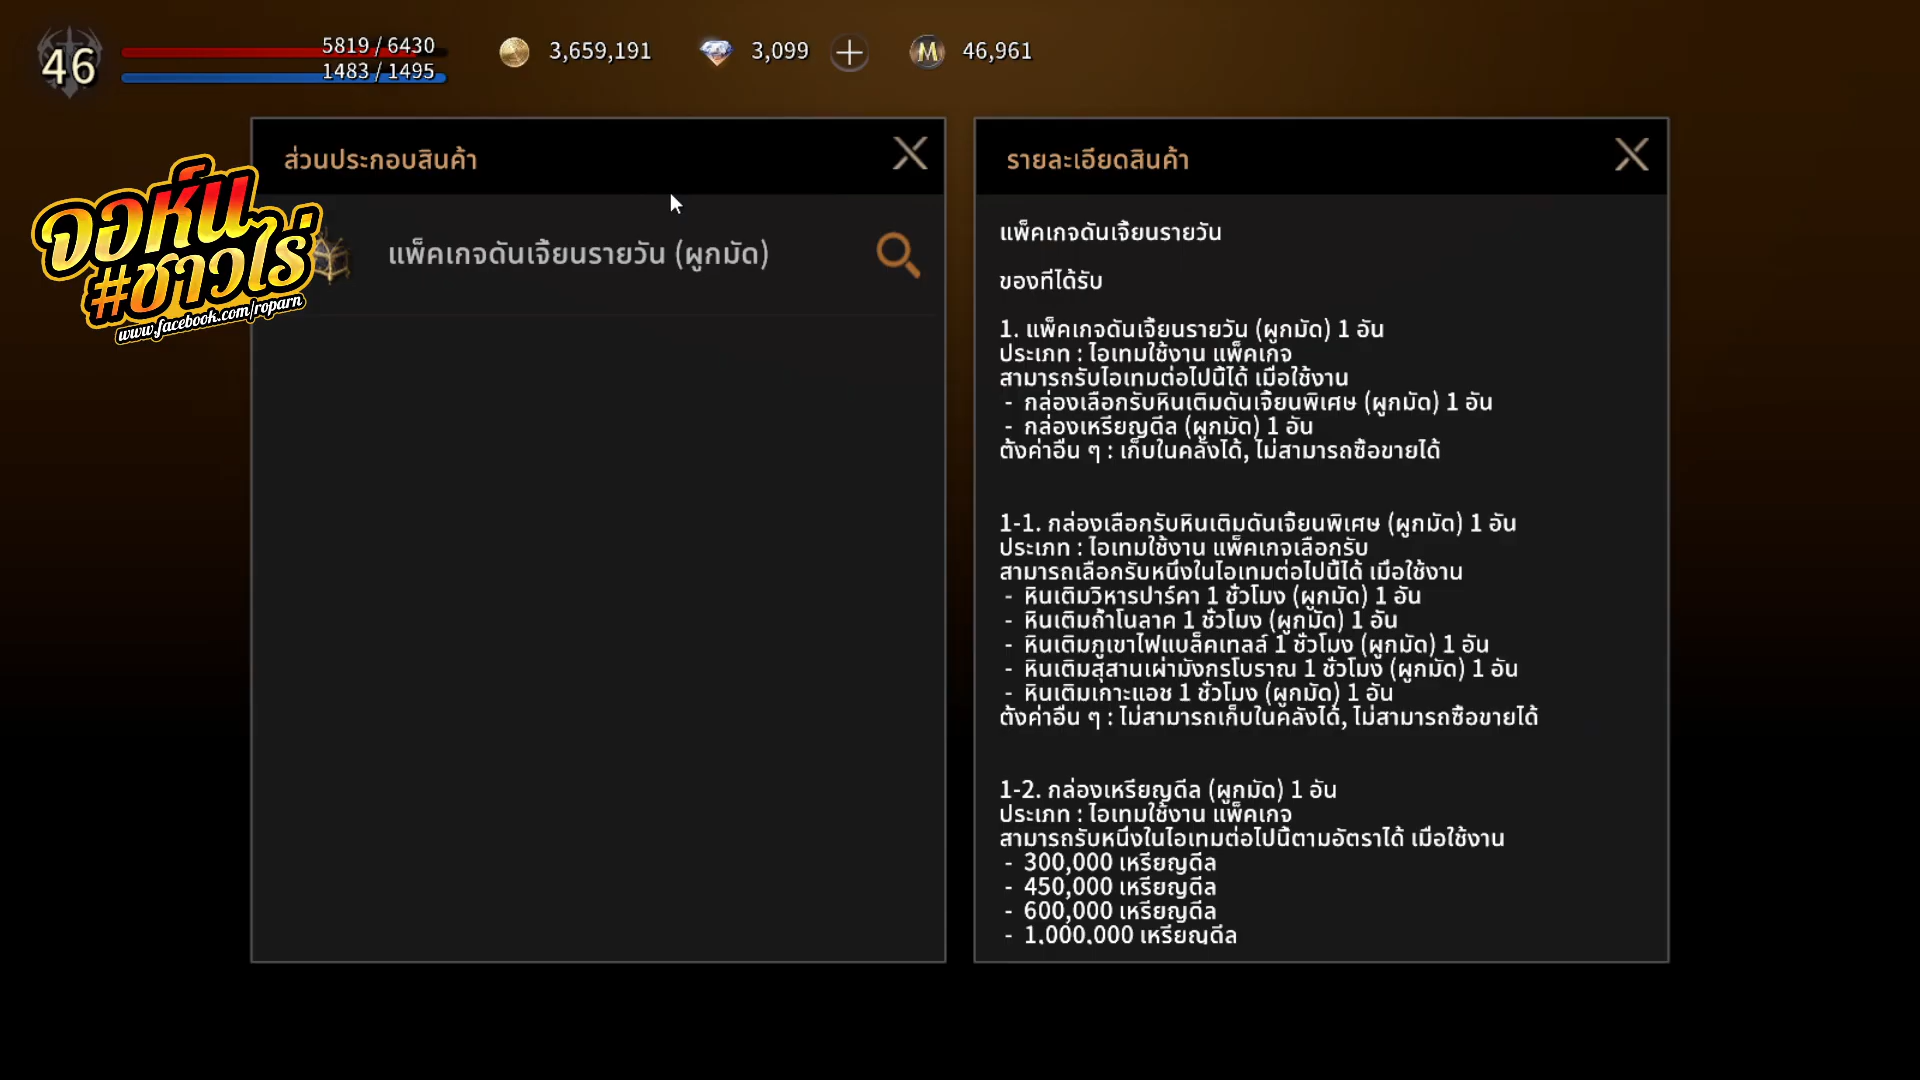 46
5819 / 6430
1483 / 1495
3,659,191
3,099
M
46,961
จอห์น
#ชาวไร่
www.facebook.com/roparn
ส่วนประกอบสินค้า
แพ็คเกจดันเจี้ยนรายวัน (ผูกมัด)
รายละเอียดสินค้า
แพ็คเกจดันเจี้ยนรายวัน
ของที่ได้รับ
1. แพ็คเกจดันเจี้ยนรายวัน (ผูกมัด) 1 อัน
ประเภท : ไอเทมใช้งาน แพ็คเกจ
สามารถรับไอเทมต่อไปนี้ได้ เมื่อใช้งาน
- กล่องเลือกรับหินเติมดันเจี้ยนพิเศษ (ผูกมัด) 1 อัน
- กล่องเหรียญดีล (ผูกมัด) 1 อัน
ตั้งค่าอื่น ๆ : เก็บในคลังได้, ไม่สามารถซื้อขายได้
1-1. กล่องเลือกรับหินเติมดันเจี้ยนพิเศษ (ผูกมัด) 1 อัน
ประเภท : ไอเทมใช้งาน แพ็คเกจเลือกรับ
สามารถเลือกรับหนึ่งในไอเทมต่อไปนี้ได้ เมื่อใช้งาน
- หินเติมวิหารปาร์คา 1 ชั่วโมง (ผูกมัด) 1 อัน
- หินเติมถ้ำโนลาค 1 ชั่วโมง (ผูกมัด) 1 อัน
- หินเติมภูเขาไฟแบล็คเทลล์ 1 ชั่วโมง (ผูกมัด) 1 อัน
- หินเติมสุสานเผ่ามังกรโบราณ 1 ชั่วโมง (ผูกมัด) 1 อัน
- หินเติมเกาะแอช 1 ชั่วโมง (ผูกมัด) 1 อัน
ตั้งค่าอื่น ๆ : ไม่สามารถเก็บในคลังได้, ไม่สามารถซื้อขายได้
1-2. กล่องเหรียญดีล (ผูกมัด) 1 อัน
ประเภท : ไอเทมใช้งาน แพ็คเกจ
สามารถรับหนึ่งในไอเทมต่อไปนี้ตามอัตราได้ เมื่อใช้งาน
- 300,000 เหรียญดีล
- 450,000 เหรียญดีล
- 600,000 เหรียญดีล
- 1,000,000 เหรียญดีล